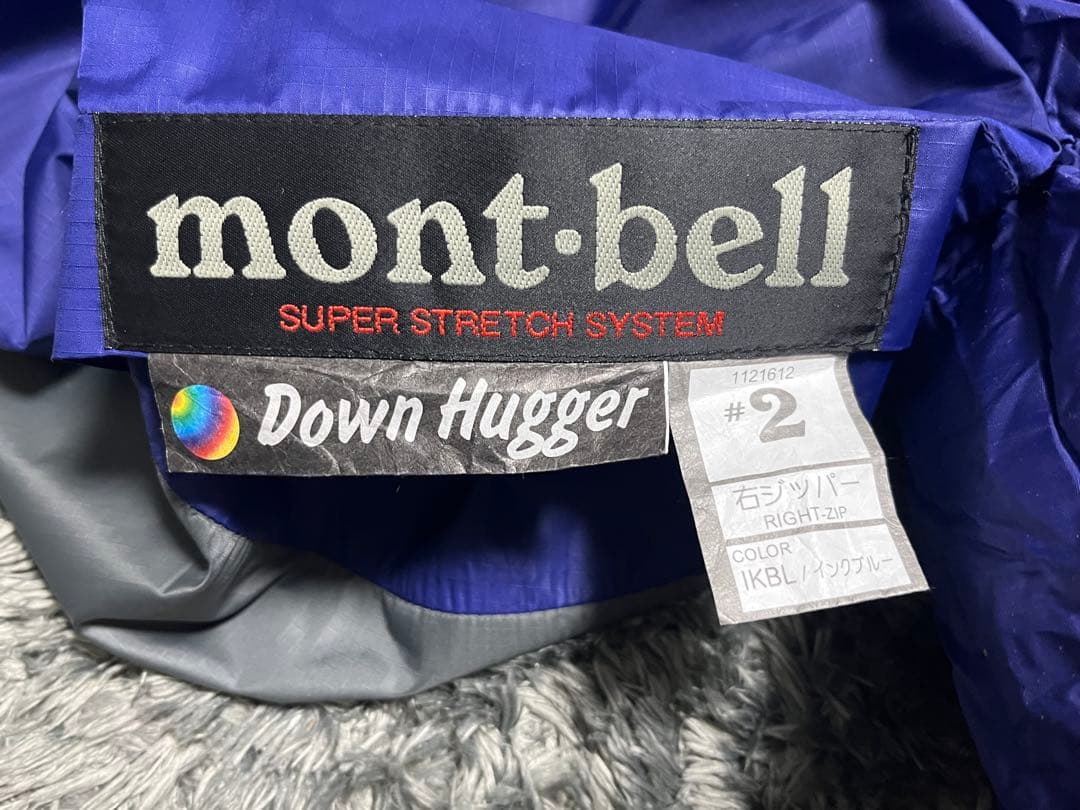 mont·bell
SUPER STRETCH SYSTEM
Down Hugger
1121612
#2
右ジッパー
RIGHT-ZIP
COLOR
IKBL / インクブルー